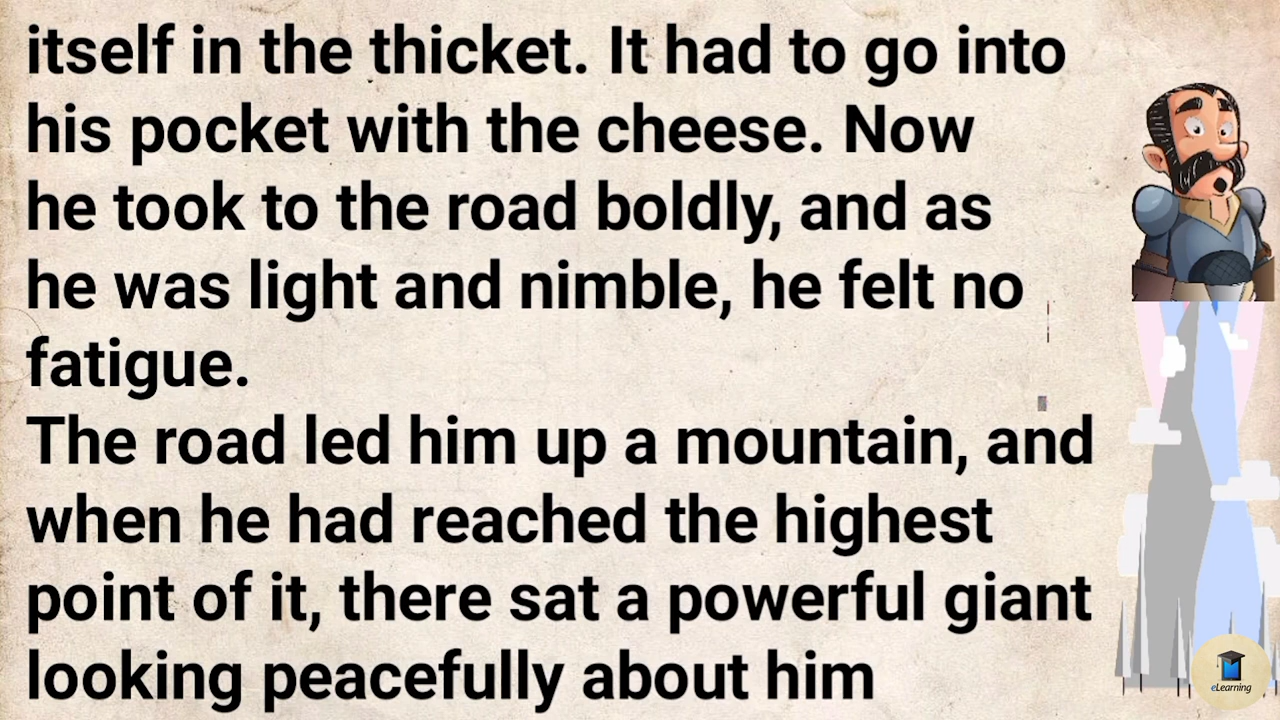 itself in the thicket. It had to go into
his pocket with the cheese. Now
he took to the road boldly, and as
he was light and nimble, he felt no
fatigue.
The road led him up a mountain, and
when he had reached the highest
point of it, there sat a powerful giant
looking peacefully about him
eLearning